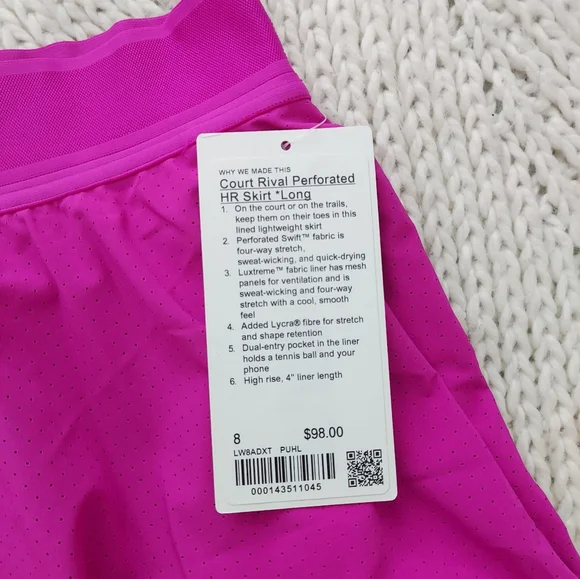 WHY WE MADE THIS
Court Rival Perforated
HR Skirt *Long
1. On the court or on the trails,
keep them on their toes in this
lined lightweight skirt
2. Perforated Swift™ fabric is
four-way stretch,
sweat-wicking, and quick-drying
3. Luxtreme™ fabric liner has mesh
panels for ventilation and is
sweat-wicking and four-way
stretch with a cool, smooth
feel
4. Added Lycra® fibre for stretch
and shape retention
5. Dual-entry pocket in the liner
holds a tennis ball and your
phone
6. High rise, 4" liner length
8 $98.00
LW8ADXT PUHL
000143511045